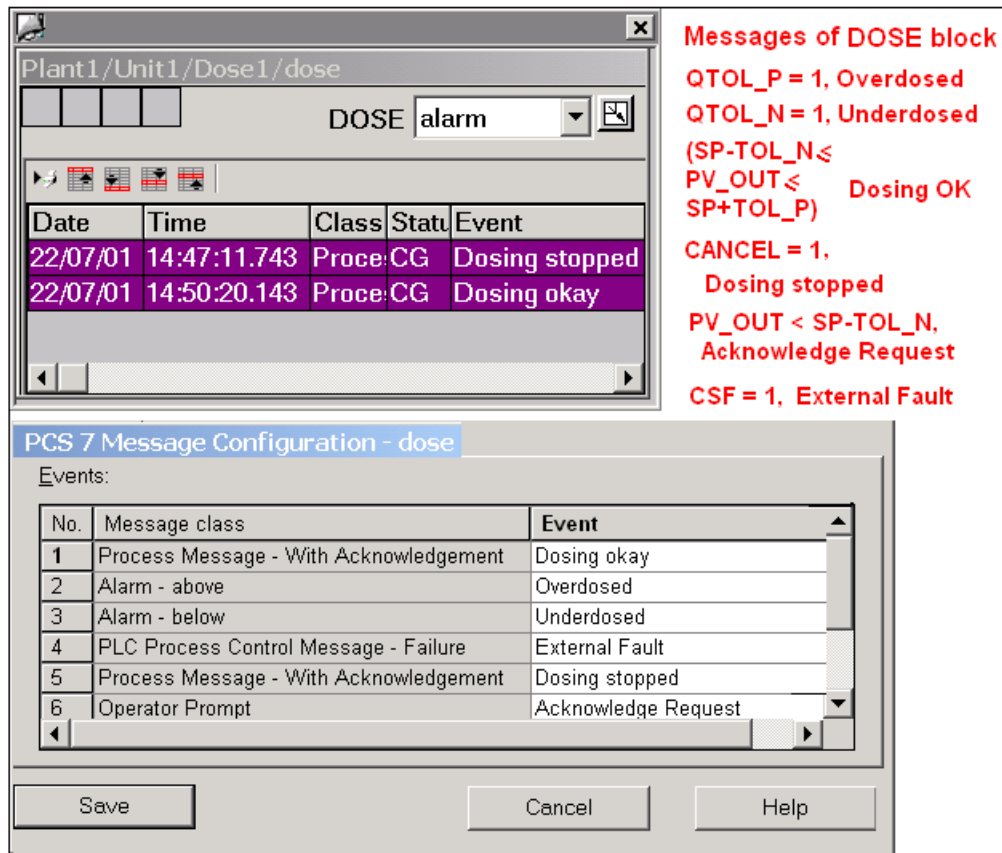 Plant1/Unit1/Dose1/dose
DOSE alarm
Date Time Class Statu Event
22/07/01 14:47:11.743 Proce CG Dosing stopped
22/07/01 14:50:20.143 Proce CG Dosing okay
Messages of DOSE block
QTOL_P = 1, Overdosed
QTOL_N = 1, Underdosed
(SP-TOL_N⩽
PV_OUT⩽ Dosing OK
SP+TOL_P)
CANCEL = 1,
Dosing stopped
PV_OUT < SP-TOL_N,
Acknowledge Request
CSF = 1, External Fault
PCS 7 Message Configuration - dose
Events:
No. Message class Event
1 Process Message - With Acknowledgement Dosing okay
2 Alarm - above Overdosed
3 Alarm - below Underdosed
4 PLC Process Control Message - Failure External Fault
5 Process Message - With Acknowledgement Dosing stopped
6 Operator Prompt Acknowledge Request
Save Cancel Help